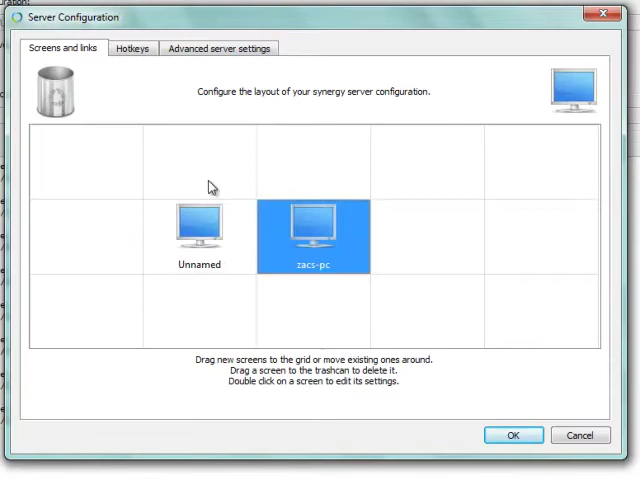 Server Configuration
Screens and links
Hotkeys
Advanced server settings
Configure the layout of your synergy server configuration.
Unnamed
zacs-pc
Drag new screens to the grid or move existing ones around.
Drag a screen to the trashcan to delete it.
Double click on a screen to edit its settings.
OK
Cancel